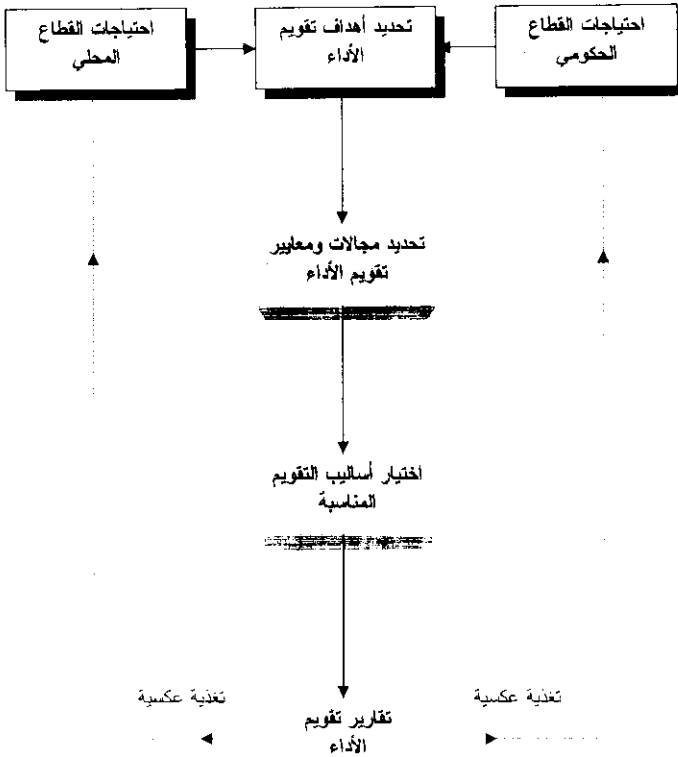 احتياجات القطاع
الحكومي
تحديد أهداف تقويم
الأداء
احتياجات القطاع
المحلي
تحديد مجالات ومعايير
تقويم الأداء
اختيار أساليب التقويم
المناسبة
تغذية عكسية
تقارير تقويم
الأداء
تغذية عكسية